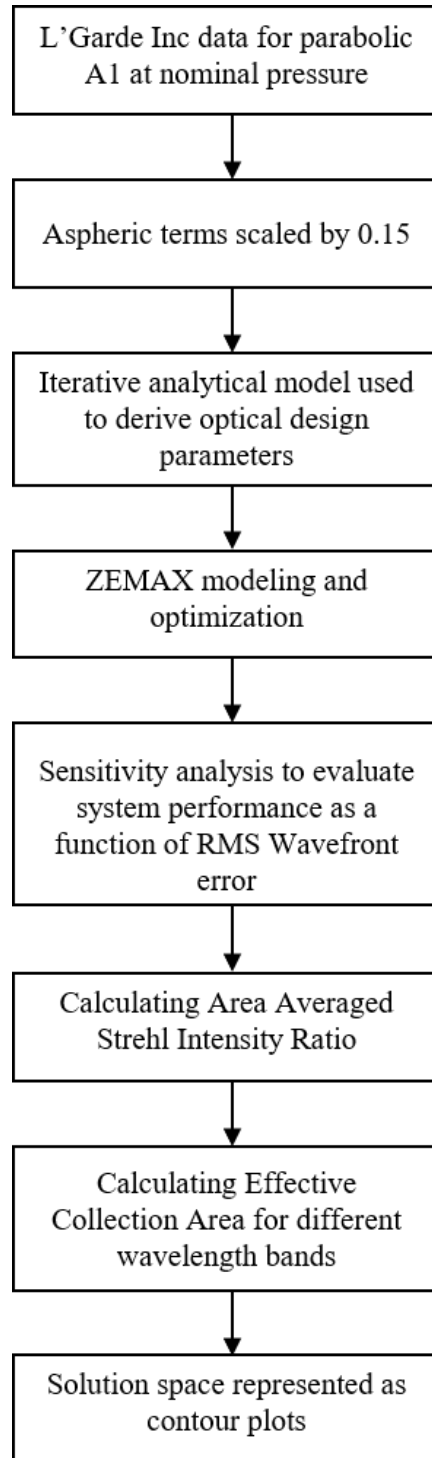 L’Garde Inc data for parabolic
A1 at nominal pressure
Aspheric terms scaled by 0.15
Iterative analytical model used
to derive optical design
parameters
ZEMAX modeling and
optimization
Sensitivity analysis to evaluate
system performance as a
function of RMS Wavefront
error
Calculating Area Averaged
Strehl Intensity Ratio
Calculating Effective
Collection Area for different
wavelength bands
Solution space represented as
contour plots